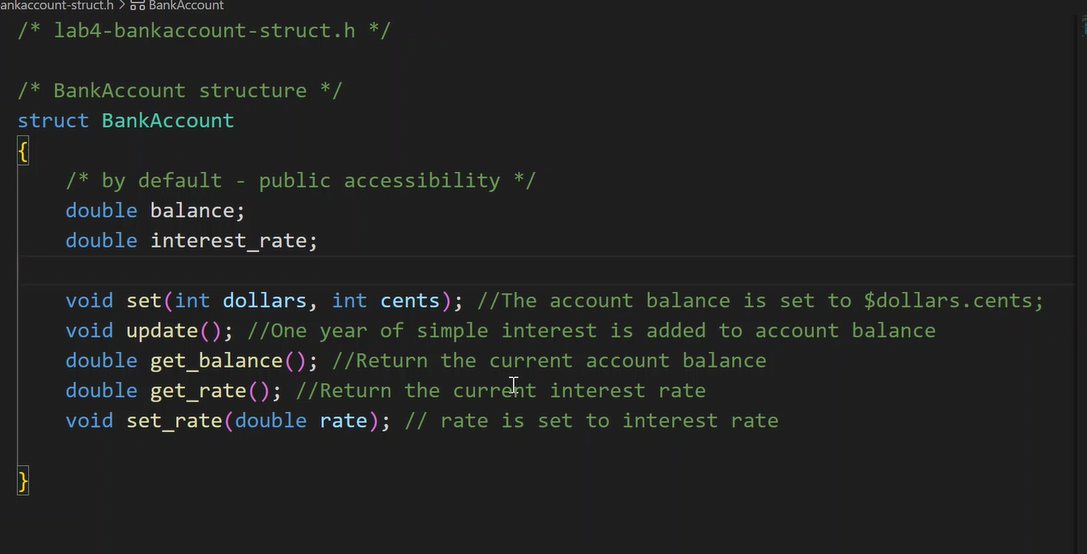 ankaccount-struct.h > BankAccount
/* lab4-bankaccount-struct.h */
/* BankAccount structure */
struct BankAccount
{
/* by default - public accessibility */
double balance;
double interest_rate;
void set(int dollars, int cents); //The account balance is set to $dollars.cents;
void update(); //One year of simple interest is added to account balance
double get_balance(); //Return the current account balance
double get_rate(); //Return the current interest rate
void set_rate(double rate); // rate is set to interest rate
}